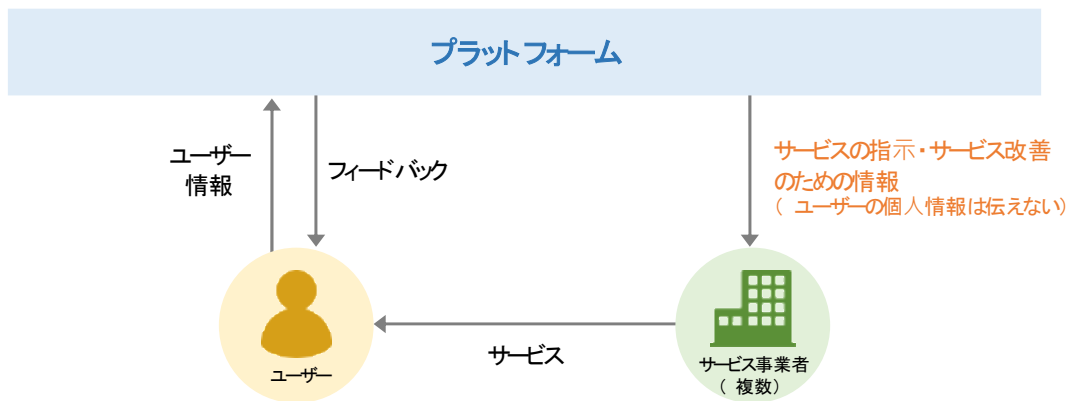 プラットフォーム
ユーザー
情報
フィードバック
サービスの指示・サービス改善
のための情報
( ユーザーの個人情報は伝えない)
サービス
ユーザー
サービス事業者
( 複数)